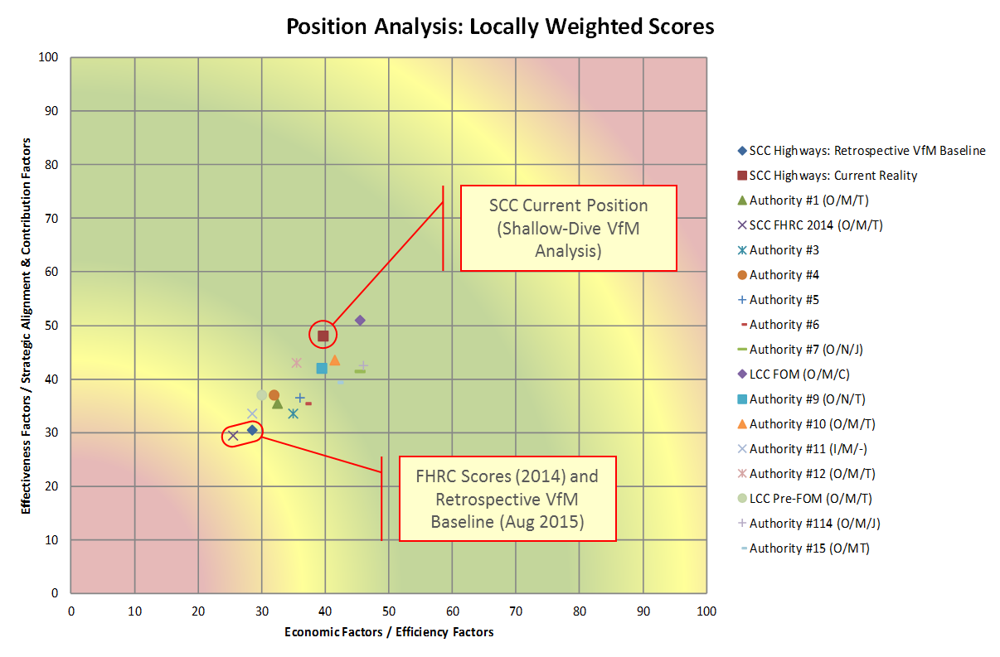 Position Analysis: Locally Weighted Scores
Effectiveness Factors / Strategic Alignment & Contribution Factors
100
90
80
70
60
50
40
30
20
10
0
0 10 20 30 40 50 60 70 80 90 100
Economic Factors / Efficiency Factors
SCC Current Position
(Shallow-Dive VfM
Analysis)
FHRC Scores (2014) and
Retrospective VfM
Baseline (Aug 2015)
SCC Highways: Retrospective VfM Baseline
SCC Highways: Current Reality
Authority #1 (O/M/T)
SCC FHRC 2014 (O/M/T)
Authority #3
Authority #4
Authority #5
Authority #6
Authority #7 (O/N/J)
LCC FOM (O/M/C)
Authority #9 (O/N/T)
Authority #10 (O/M/T)
Authority #11 (I/M/-)
Authority #12 (O/M/T)
LCC Pre-FOM (O/M/T)
Authority #114 (O/M/J)
Authority #15 (O/MT)